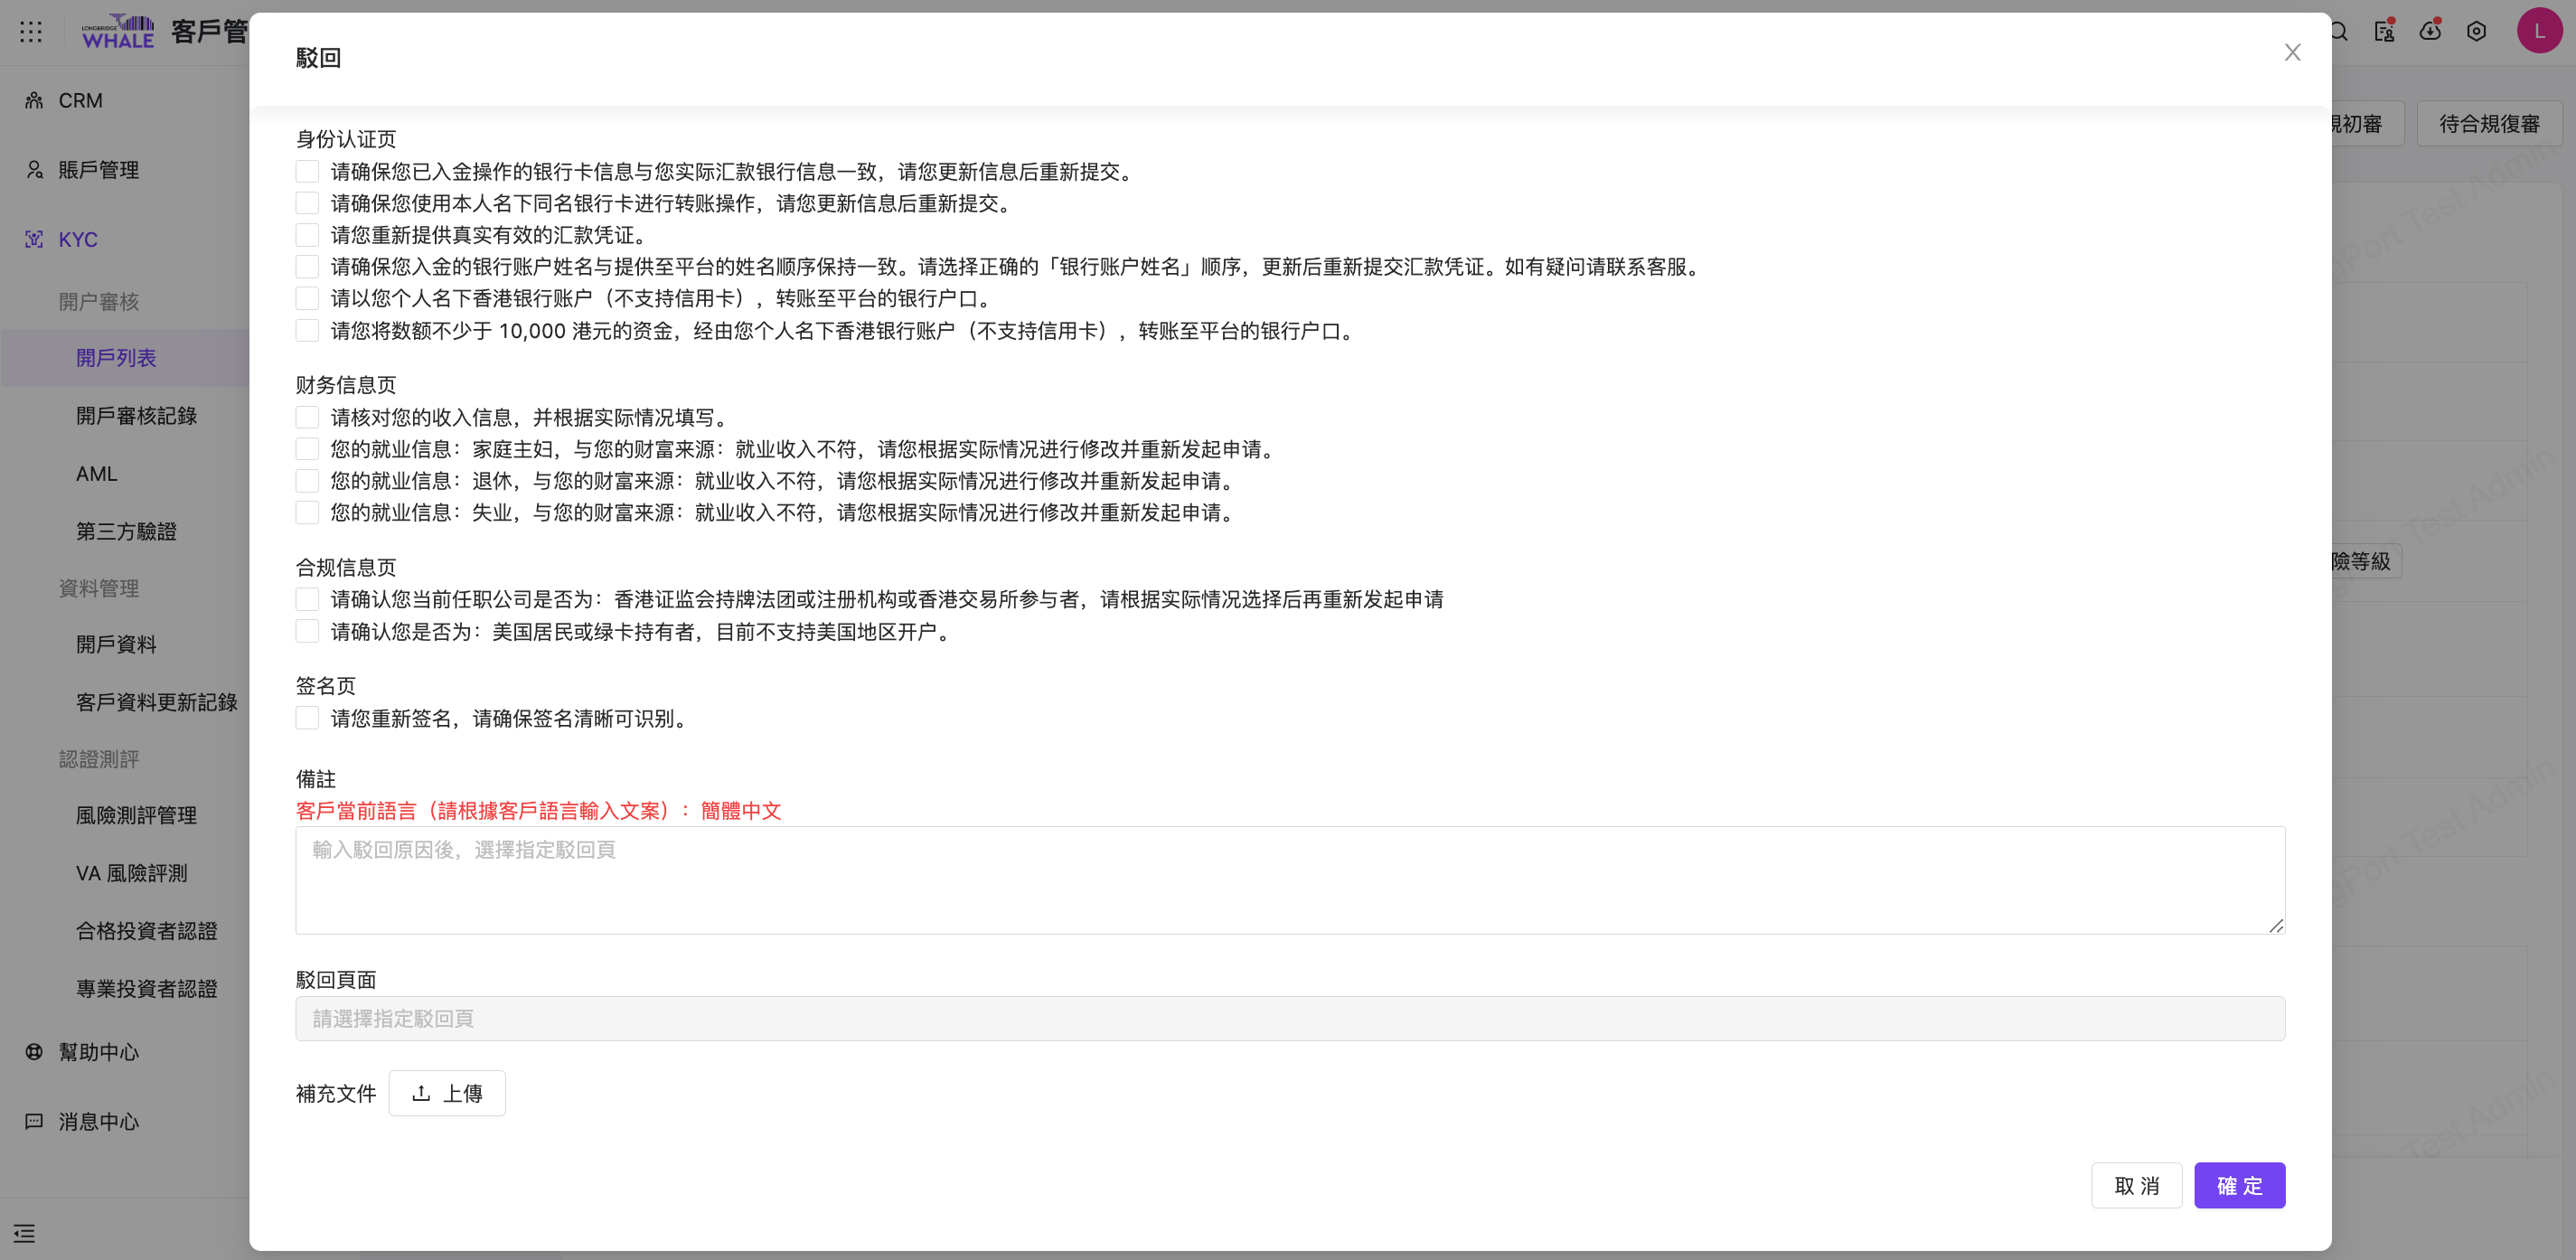 LONGBRIDGE
WHALE
客戶管
L
CRM
賬戶管理
KYC
開户審核
開戶列表
開戶審核記錄
AML
第三方驗證
資料管理
開戶資料
客戶資料更新記錄
認證測評
風險測評管理
VA 風險評測
合格投資者認證
專業投資者認證
幫助中心
消息中心
駁回
身份认证页
请确保您已入金操作的银行卡信息与您实际汇款银行信息一致，请您更新信息后重新提交。
请确保您使用本人名下同名银行卡进行转账操作，请您更新信息后重新提交。
请您重新提供真实有效的汇款凭证。
请确保您入金的银行账户姓名与提供至平台的姓名顺序保持一致。请选择正确的「银行账户姓名」顺序，更新后重新提交汇款凭证。如有疑问请联系客服。
请以您个人名下香港银行账户（不支持信用卡），转账至平台的银行户口。
请您将数额不少于 10,000 港元的资金，经由您个人名下香港银行账户（不支持信用卡），转账至平台的银行户口。
财务信息页
请核对您的收入信息，并根据实际情况填写。
您的就业信息：家庭主妇，与您的财富来源：就业收入不符，请您根据实际情况进行修改并重新发起申请。
您的就业信息：退休，与您的财富来源：就业收入不符，请您根据实际情况进行修改并重新发起申请。
您的就业信息：失业，与您的财富来源：就业收入不符，请您根据实际情况进行修改并重新发起申请。
合规信息页
请确认您当前任职公司是否为：香港证监会持牌法团或注册机构或香港交易所参与者，请根据实际情况选择后再重新发起申请
请确认您是否为：美国居民或绿卡持有者，目前不支持美国地区开户。
签名页
请您重新签名，请确保签名清晰可识别。
備註
客戶當前語言（請根據客戶語言輸入文案）：簡體中文
輸入駁回原因後，選擇指定駁回頁
駁回頁面
請選擇指定駁回頁
補充文件
上傳
取 消
確 定
規初審
待合規復審
險等級
gPort Test Admin
Test Admin
gPort Test Admin
Test Admin